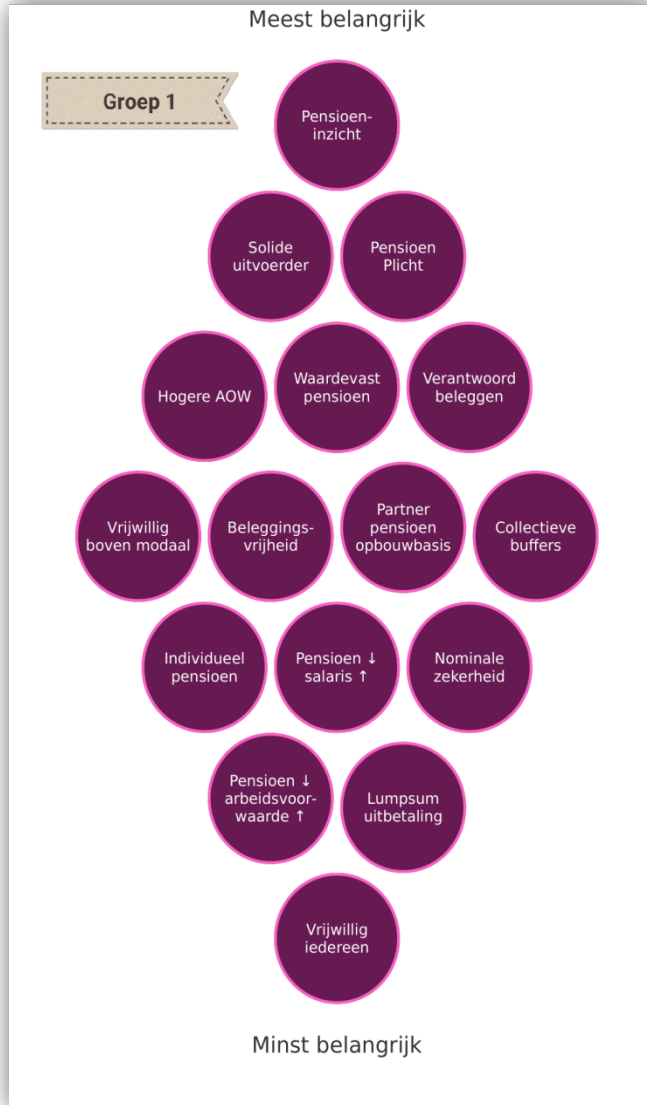 Meest belangrijk
Groep 1
Pensioen-
inzicht
Solide
uitvoerder
Pensioen
Plicht
Hogere AOW
Waardevast
pensioen
Verantwoord
beleggen
Vrijwillig
boven modaal
Beleggings-
vrijheid
Partner
pensioen
opbouwbasis
Collectieve
buffers
Individueel
pensioen
Pensioen ↓
salaris ↑
Nominale
zekerheid
Pensioen ↓
arbeidsvoor-
waarde ↑
Lumpsum
uitbetaling
Vrijwillig
iedereen
Minst belangrijk